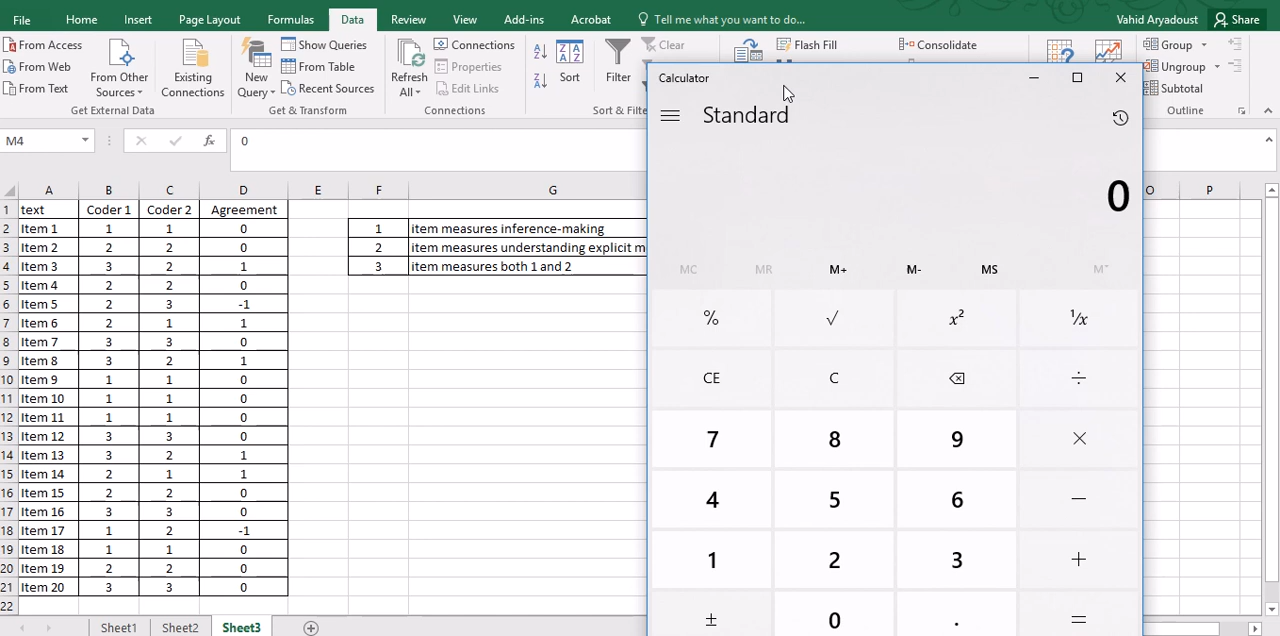 File Home Insert Page Layout Formulas Data Review View Add-ins Acrobat Tell me what you want to do... Vahid Aryadoust Share
From Access
From Web
From Text
From Other Sources
Existing Connections
Get External Data
New Query
Show Queries
From Table
Recent Sources
Get & Transform
Refresh All
Connections
Properties
Edit Links
Connections
Sort
Filter
Clear
Sort &
Flash Fill
Consolidate
Group
Ungroup
Subtotal
Outline
M4 fx 0
A B C D E F G O P
1 text Coder 1 Coder 2 Agreement
2 Item 1 1 1 0 1 item measures inference-making
3 Item 2 2 2 0 2 item measures understanding explicit
4 Item 3 3 2 1 3 item measures both 1 and 2
5 Item 4 2 2 0
6 Item 5 2 3 -1
7 Item 6 2 1 1
8 Item 7 3 3 0
9 Item 8 3 2 1
10 Item 9 1 1 0
11 Item 10 1 1 0
12 Item 11 1 1 0
13 Item 12 3 3 0
14 Item 13 3 2 1
15 Item 14 2 1 1
16 Item 15 2 2 0
17 Item 16 3 3 0
18 Item 17 1 2 -1
19 Item 18 1 1 0
20 Item 19 2 2 0
21 Item 20 3 3 0
22
Sheet1 Sheet2 Sheet3
Calculator
Standard
0
MC MR M+ M- MS M˅
% √ x² ¹/x
CE C ⌫ ÷
7 8 9 ×
4 5 6 −
1 2 3 +
± 0 . =